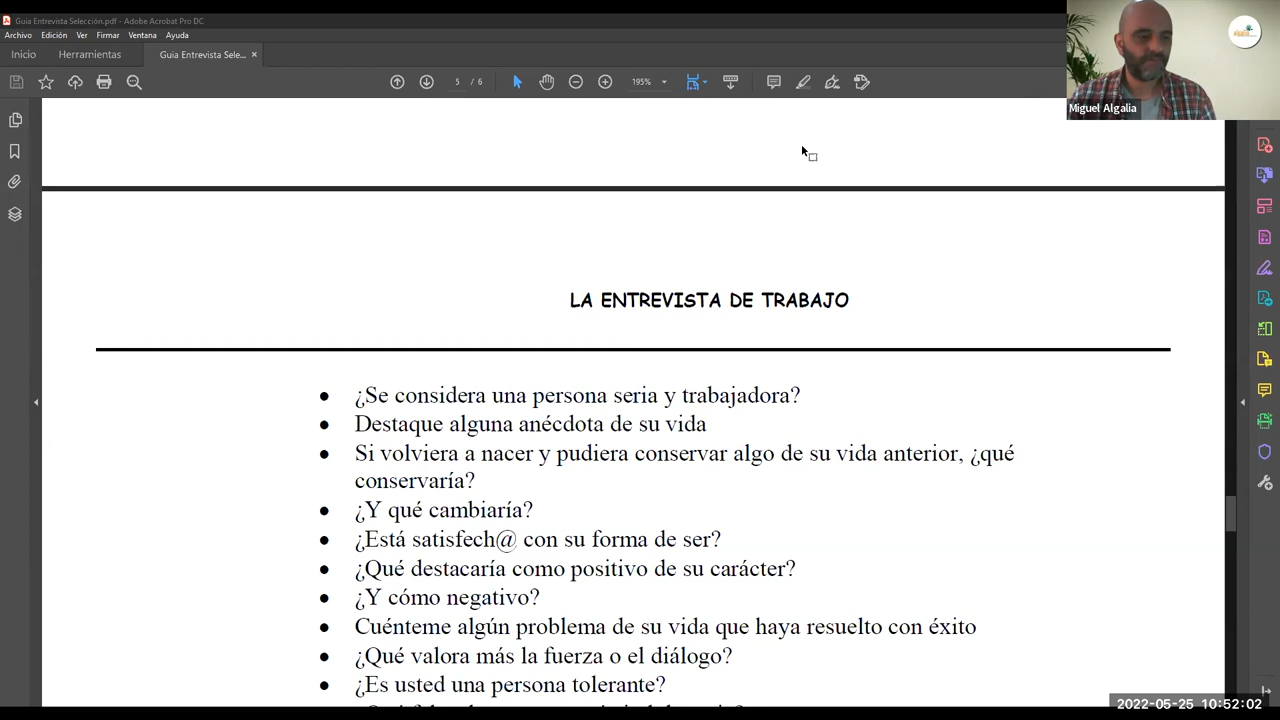 Guia Entrevista Selección.pdf - Adobe Acrobat Pro DC
Archivo Edición Ver Firmar Ventana Ayuda
Inicio Herramientas Guia Entrevista Sele... ×
5 / 6 195%
Miguel Algalia
LA ENTREVISTA DE TRABAJO
• ¿Se considera una persona seria y trabajadora?
• Destaque alguna anécdota de su vida
• Si volviera a nacer y pudiera conservar algo de su vida anterior, ¿qué
conservaría?
• ¿Y qué cambiaría?
• ¿Está satisfech@ con su forma de ser?
• ¿Qué destacaría como positivo de su carácter?
• ¿Y cómo negativo?
• Cuénteme algún problema de su vida que haya resuelto con éxito
• ¿Qué valora más la fuerza o el diálogo?
• ¿Es usted una persona tolerante?
2022-05-25 10:52:02